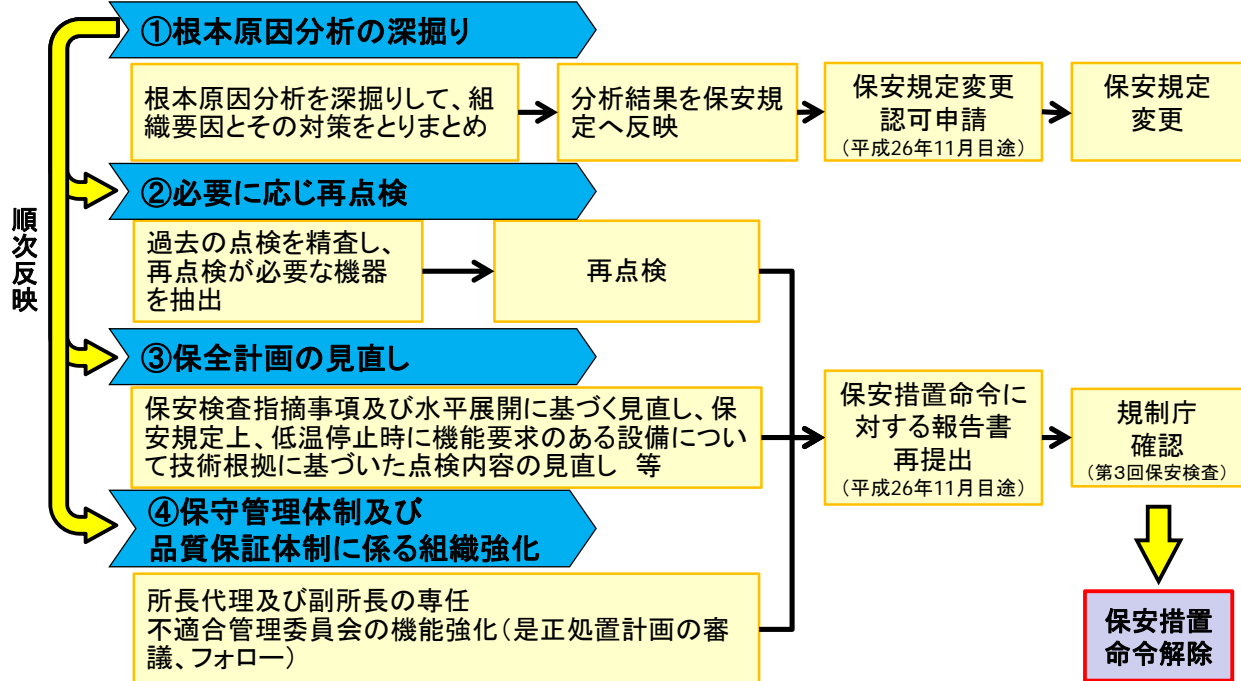 ①根本原因分析の深掘り
根本原因分析を深掘りして、組
織要因とその対策をとりまとめ
分析結果を保安規
定へ反映
保安規定変更
認可申請
（平成26年11月目途）
保安規定
変更
②必要に応じ再点検
過去の点検を精査し、
再点検が必要な機器
を抽出
再点検
順次反映
③保全計画の見直し
保安検査指摘事項及び水平展開に基づく見直し、保
安規定上、低温停止時に機能要求のある設備につい
て技術根拠に基づいた点検内容の見直し　等
保安措置命令に
対する報告書
再提出
（平成26年11月目途）
規制庁
確認
（第3回保安検査）
④保守管理体制及び
品質保証体制に係る組織強化
所長代理及び副所長の専任
不適合管理委員会の機能強化（是正処置計画の審
議、フォロー）
保安措置
命令解除